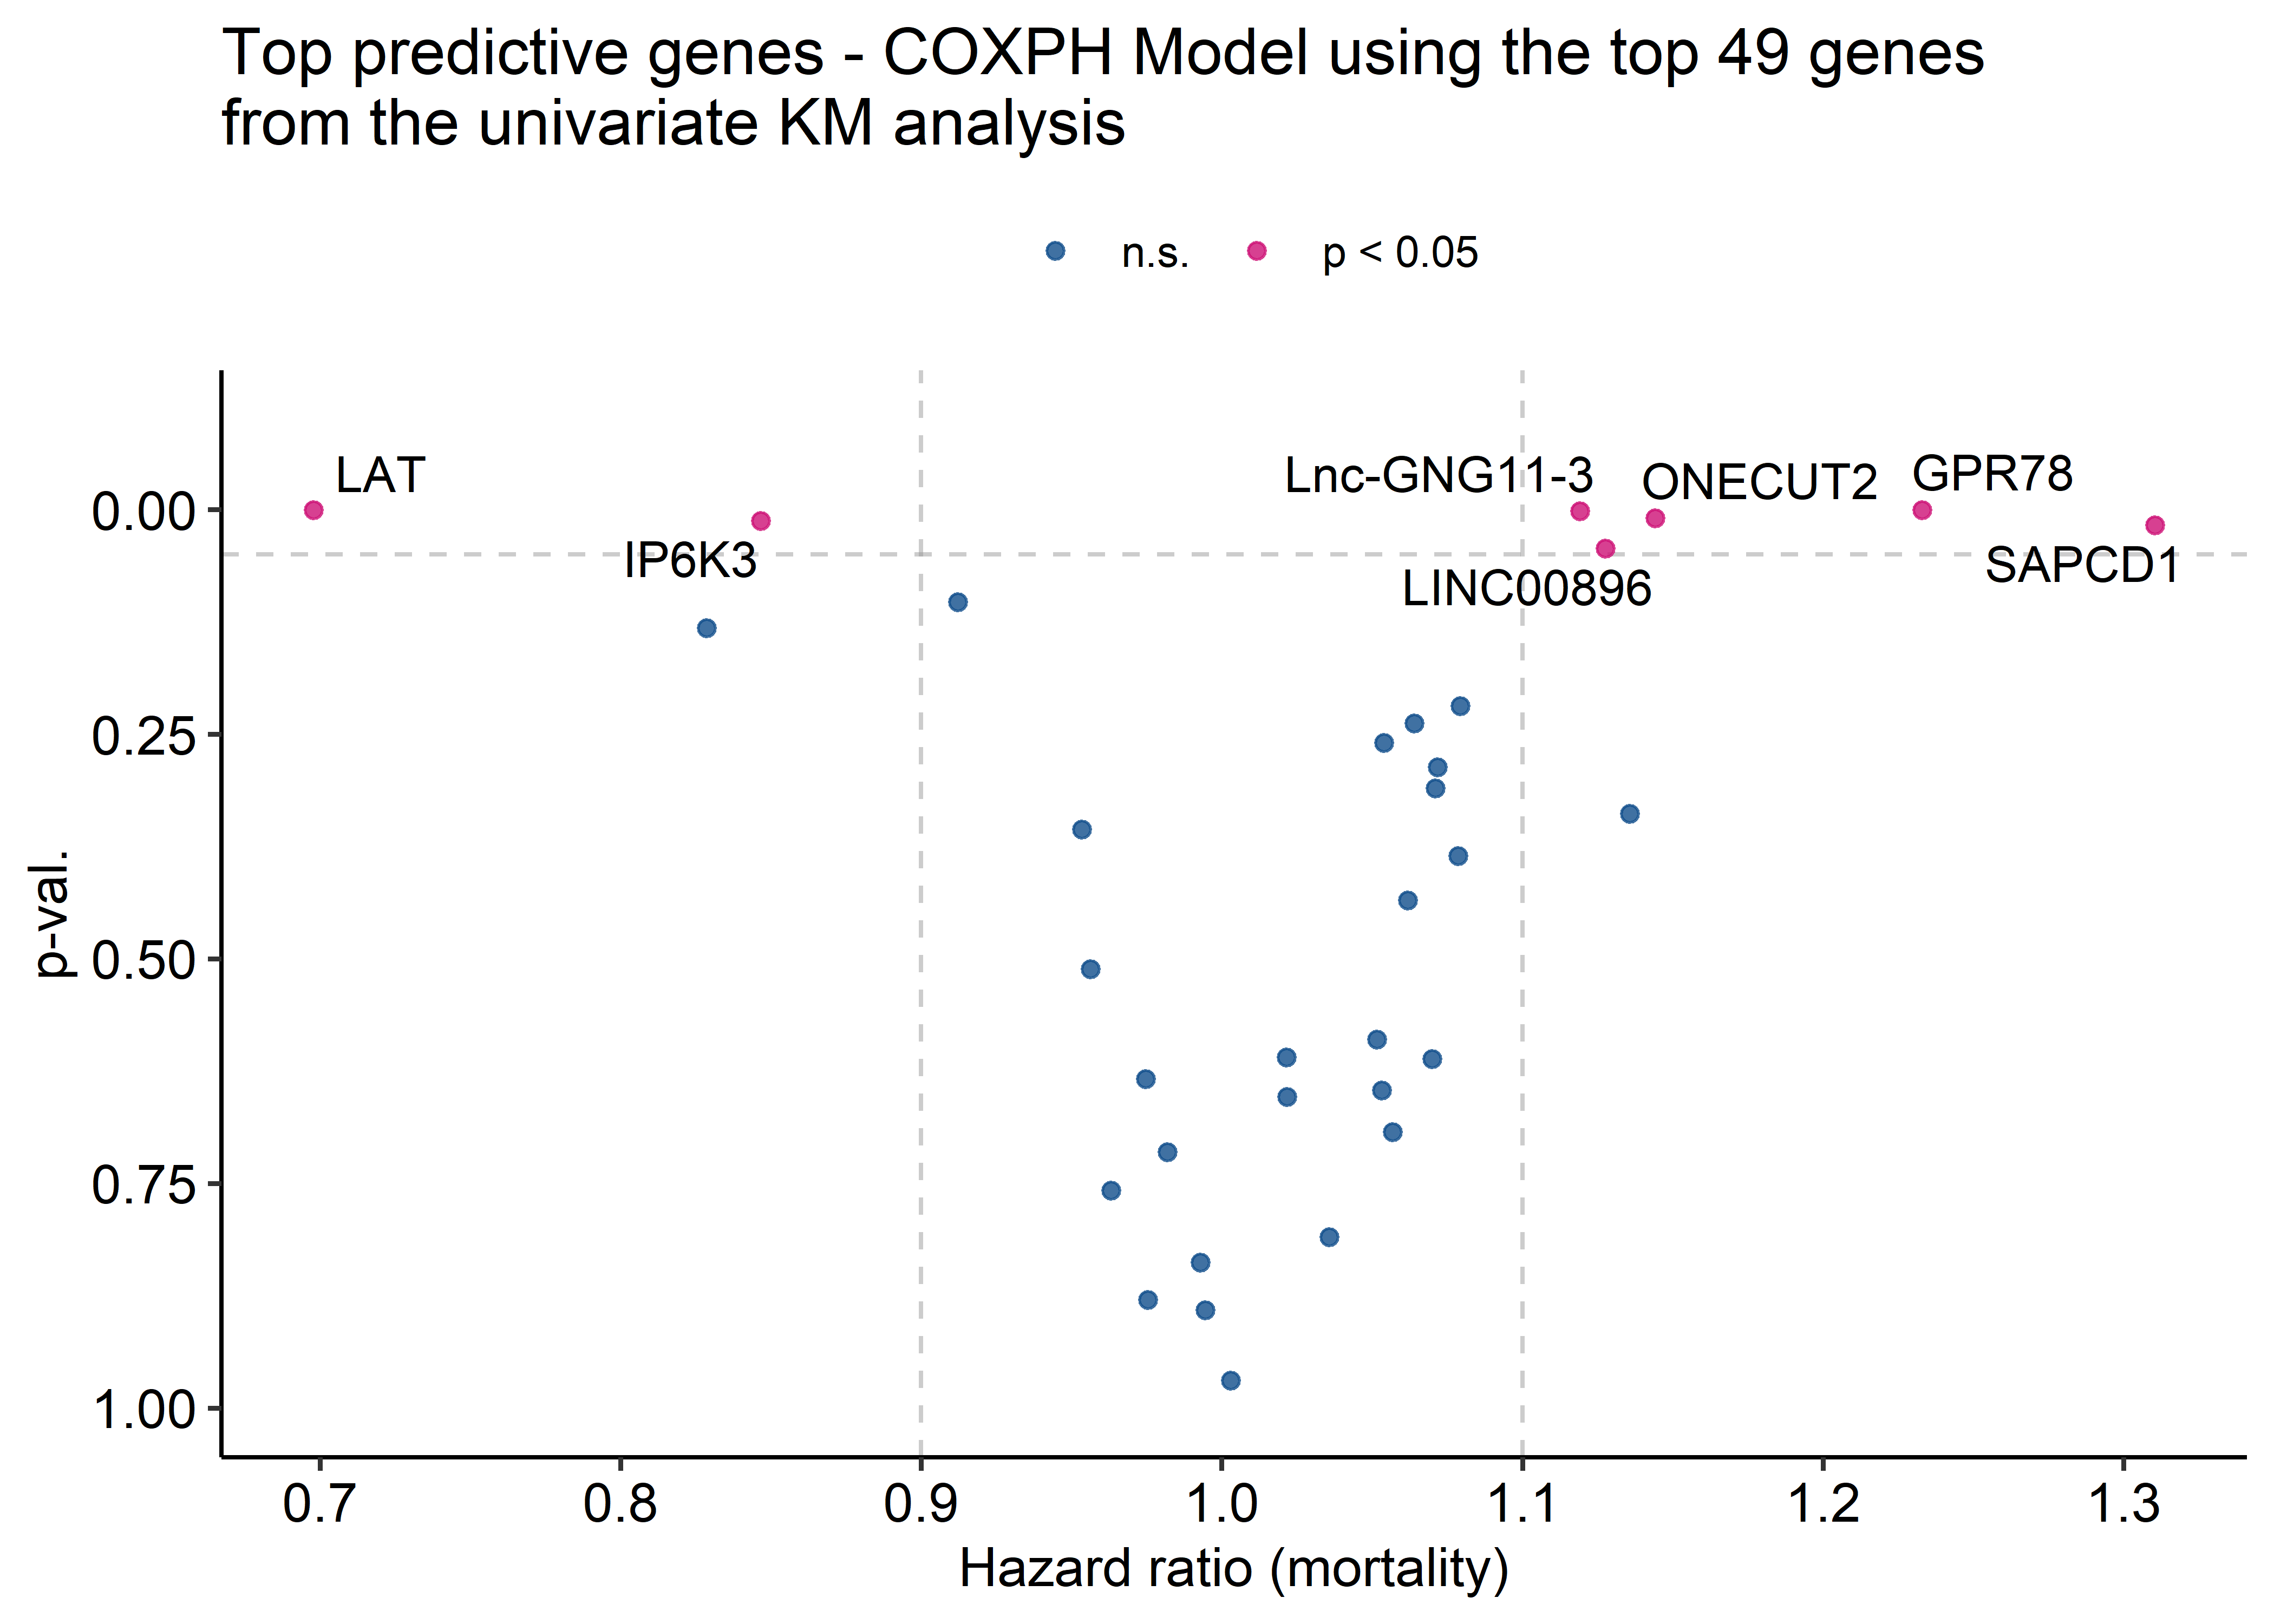 Top predictive genes - COXPH Model using the top 49 genes
from the univariate KM analysis
n.s.
p < 0.05
LAT
Lnc-GNG11-3
ONECUT2
GPR78
IP6K3
LINC00896
SAPCD1
0.00
0.25
0.50
0.75
1.00
p-val.
0.7
0.8
0.9
1.0
1.1
1.2
1.3
Hazard ratio (mortality)